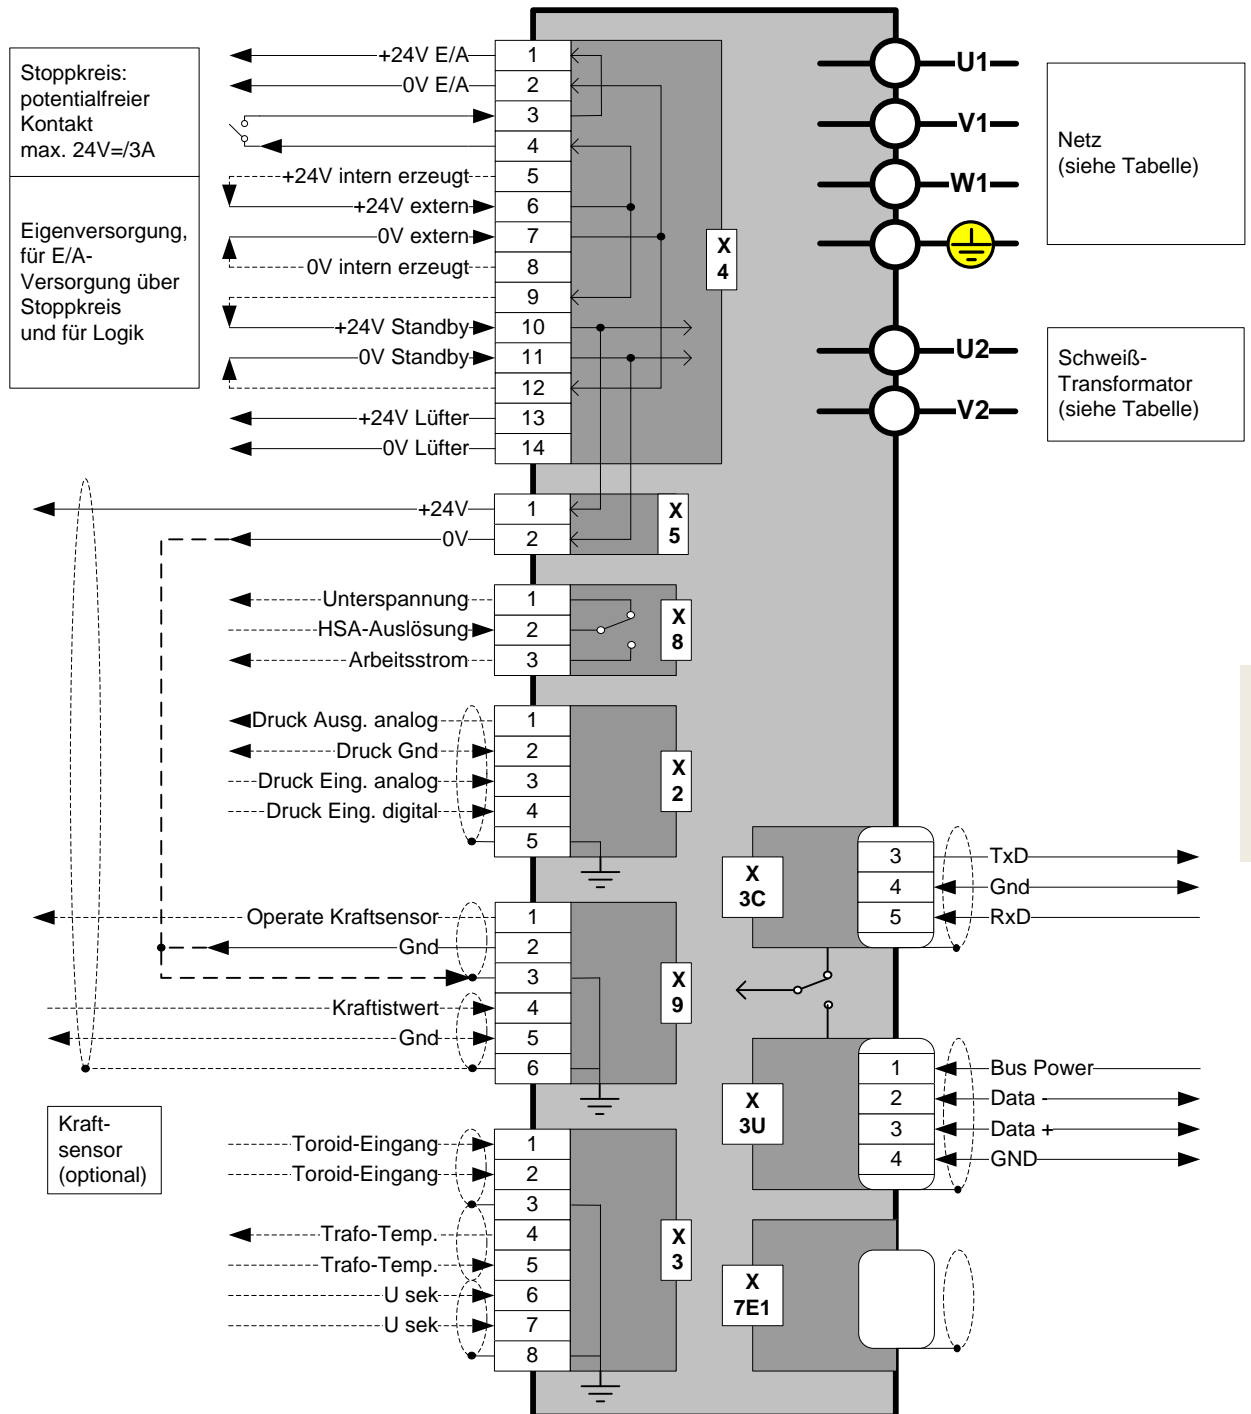 Stoppkreis:
potentialfreier
Kontakt
max. 24V=/3A
Eigenversorgung,
für E/A-
Versorgung über
Stoppkreis
und für Logik
+24V E/A 1
0V E/A 2
3
4
+24V intern erzeugt 5
+24V extern 6
0V extern 7
0V intern erzeugt 8
9
+24V Standby 10
0V Standby 11
12
+24V Lüfter 13
0V Lüfter 14
X
4
+24V 1
0V 2
X
5
Unterspannung 1
HSA-Auslösung 2
Arbeitsstrom 3
X
8
Druck Ausg. analog 1
Druck Gnd 2
Druck Eing. analog 3
Druck Eing. digital 4
5
X
2
Operate Kraftsensor 1
Gnd 2
3
Kraftistwert 4
Gnd 5
6
X
9
Kraft-
sensor
(optional)
Toroid-Eingang 1
Toroid-Eingang 2
3
Trafo-Temp. 4
Trafo-Temp. 5
U sek 6
U sek 7
8
X
3
U1
V1
W1
Netz
(siehe Tabelle)
U2
V2
Schweiß-
Transformator
(siehe Tabelle)
X
3C
3 TxD
4 Gnd
5 RxD
X
3U
1 Bus Power
2 Data -
3 Data +
4 GND
X
7E1